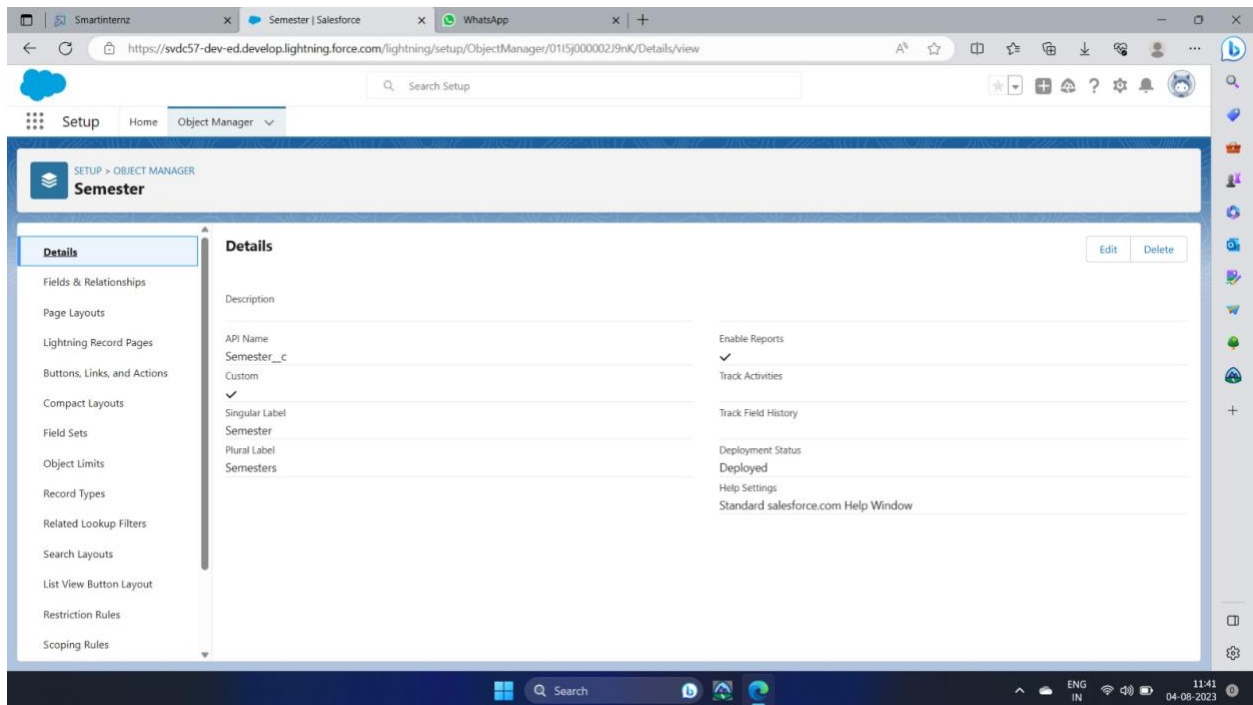 Smartinternz
Semester | Salesforce
WhatsApp
https://svdc57-dev-ed.develop.lightning.force.com/lightning/setup/ObjectManager/01I5j000002J9nK/Details/view
Search Setup
Setup
Home
Object Manager
SETUP > OBJECT MANAGER
Semester
Details
Fields & Relationships
Page Layouts
Lightning Record Pages
Buttons, Links, and Actions
Compact Layouts
Field Sets
Object Limits
Record Types
Related Lookup Filters
Search Layouts
List View Button Layout
Restriction Rules
Scoping Rules
Details
Edit
Delete
Description
API Name
Semester__c
Custom
Singular Label
Semester
Plural Label
Semesters
Enable Reports
Track Activities
Track Field History
Deployment Status
Deployed
Help Settings
Standard salesforce.com Help Window
Search
ENG
IN
11:41
04-08-2023